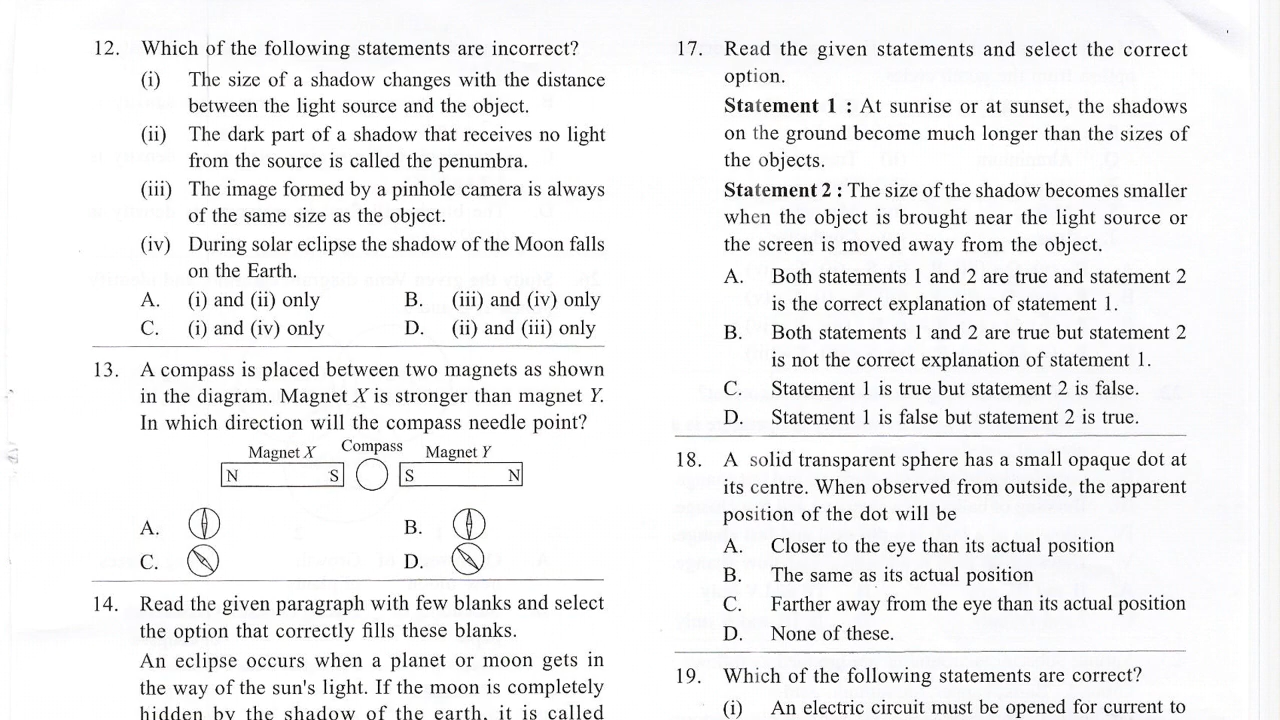 12. Which of the following statements are incorrect?
(i) The size of a shadow changes with the distance
between the light source and the object.
(ii) The dark part of a shadow that receives no light
from the source is called the penumbra.
(iii) The image formed by a pinhole camera is always
of the same size as the object.
(iv) During solar eclipse the shadow of the Moon falls
on the Earth.
A. (i) and (ii) only B. (iii) and (iv) only
C. (i) and (iv) only D. (ii) and (iii) only
13. A compass is placed between two magnets as shown
in the diagram. Magnet X is stronger than magnet Y.
In which direction will the compass needle point?
Magnet X Compass Magnet Y
N S S N
A. B.
C. D.
14. Read the given paragraph with few blanks and select
the option that correctly fills these blanks.
An eclipse occurs when a planet or moon gets in
the way of the sun's light. If the moon is completely
hidden by the shadow of the earth, it is called
17. Read the given statements and select the correct
option.
Statement 1 : At sunrise or at sunset, the shadows
on the ground become much longer than the sizes of
the objects.
Statement 2 : The size of the shadow becomes smaller
when the object is brought near the light source or
the screen is moved away from the object.
A. Both statements 1 and 2 are true and statement 2
is the correct explanation of statement 1.
B. Both statements 1 and 2 are true but statement 2
is not the correct explanation of statement 1.
C. Statement 1 is true but statement 2 is false.
D. Statement 1 is false but statement 2 is true.
18. A solid transparent sphere has a small opaque dot at
its centre. When observed from outside, the apparent
position of the dot will be
A. Closer to the eye than its actual position
B. The same as its actual position
C. Farther away from the eye than its actual position
D. None of these.
19. Which of the following statements are correct?
(i) An electric circuit must be opened for current to